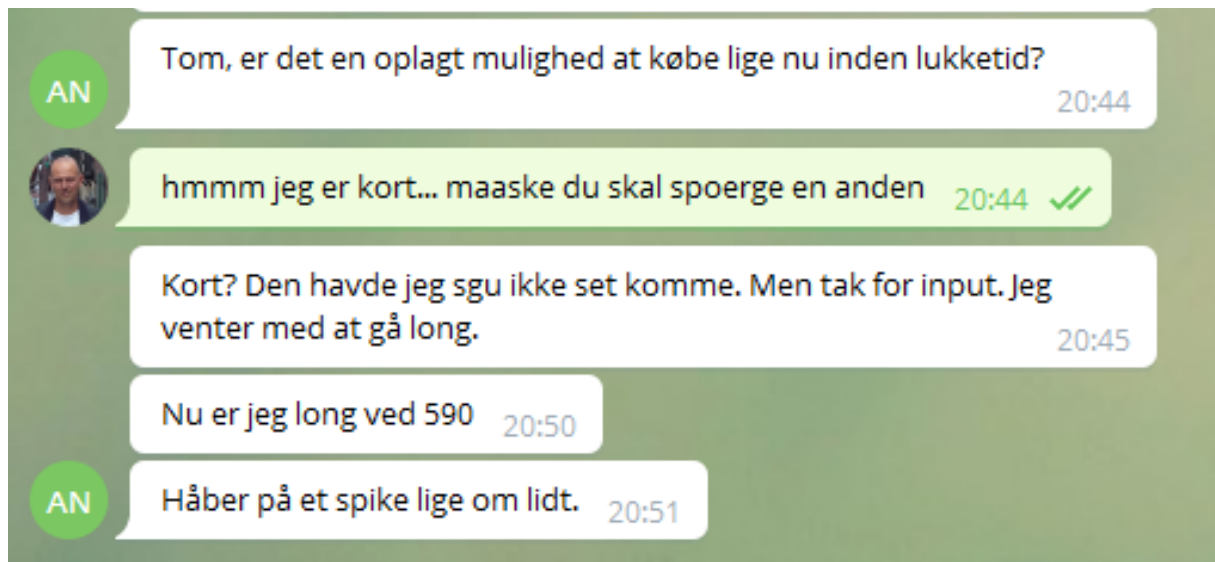 Tom, er det en oplagt mulighed at købe lige nu inden lukketid?
AN
20:44
hmmm jeg er kort... maaske du skal spoerge en anden 20:44
Kort? Den havde jeg sgu ikke set komme. Men tak for input. Jeg
venter med at gå long.
20:45
Nu er jeg long ved 590 20:50
AN
Håber på et spike lige om lidt. 20:51